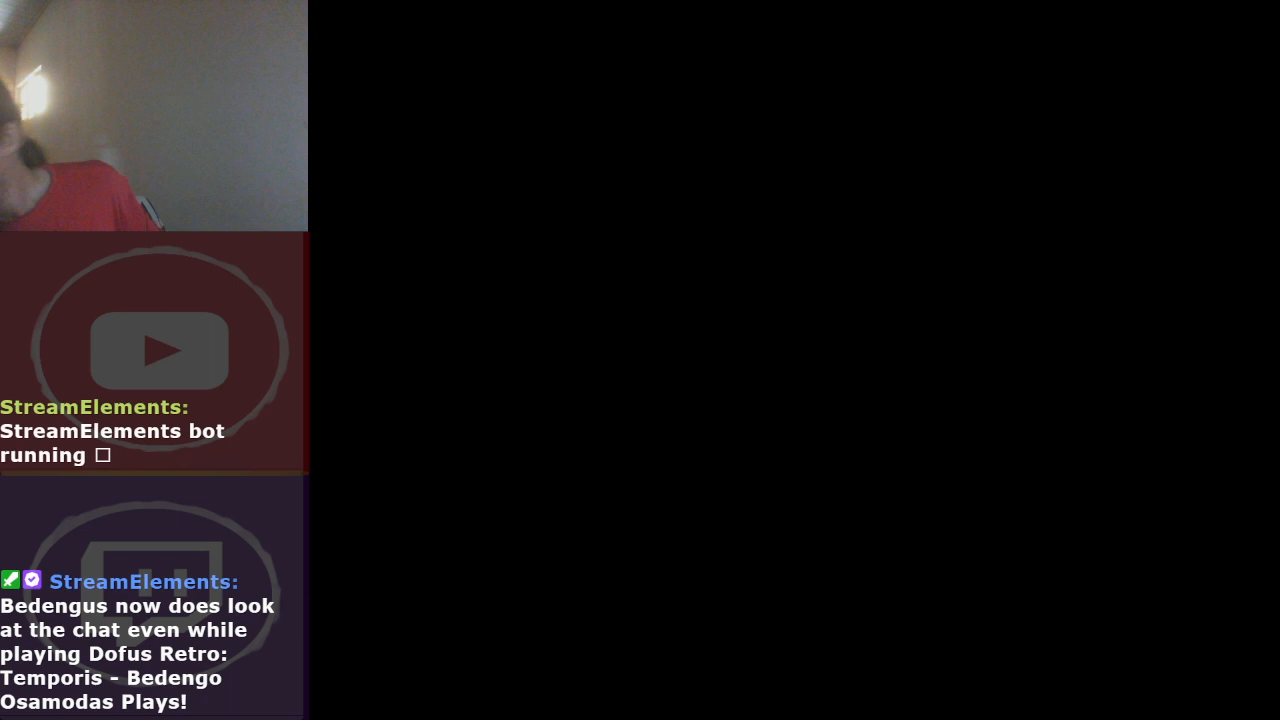 StreamElements:
StreamElements bot
running □
StreamElements:
Bedengus now does look
at the chat even while
playing Dofus Retro:
Temporis - Bedengo
Osamodas Plays!